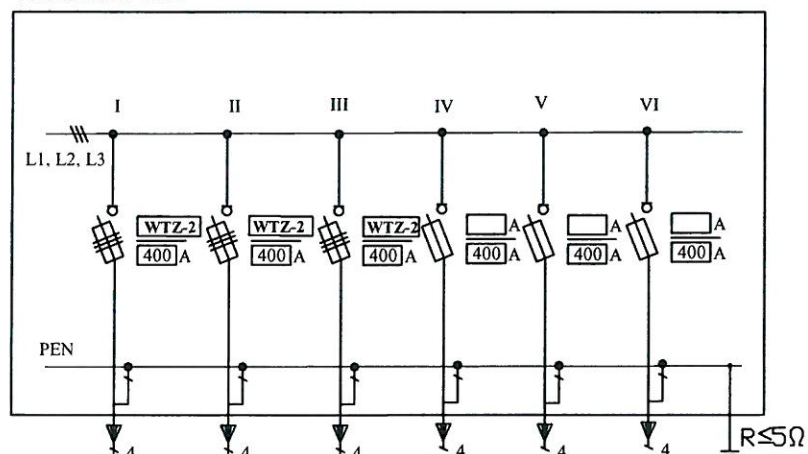 I II III IV V VI
L1, L2, L3
WTZ-2 WTZ-2 WTZ-2 A A A
400 A 400 A 400 A 400 A 400 A 400 A
PEN
R≤5Ω
4 4 4 4 4 4